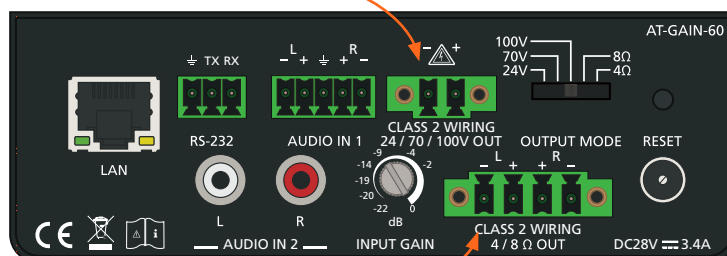 AT-GAIN-60
100V
70V
24V
8Ω
4Ω
⏚ TX RX
L
R
− + ⏚ + −
− ⚠ +
LAN
RS-232
AUDIO IN 1
CLASS 2 WIRING
24 / 70 / 100V OUT
OUTPUT MODE
RESET
-9
-4
-14
-2
-19
-20
-22
0
dB
L
R
− + + −
L
R
AUDIO IN 2
INPUT GAIN
CLASS 2 WIRING
4 / 8 Ω OUT
DC28V ⎓ 3.4A
CE
i